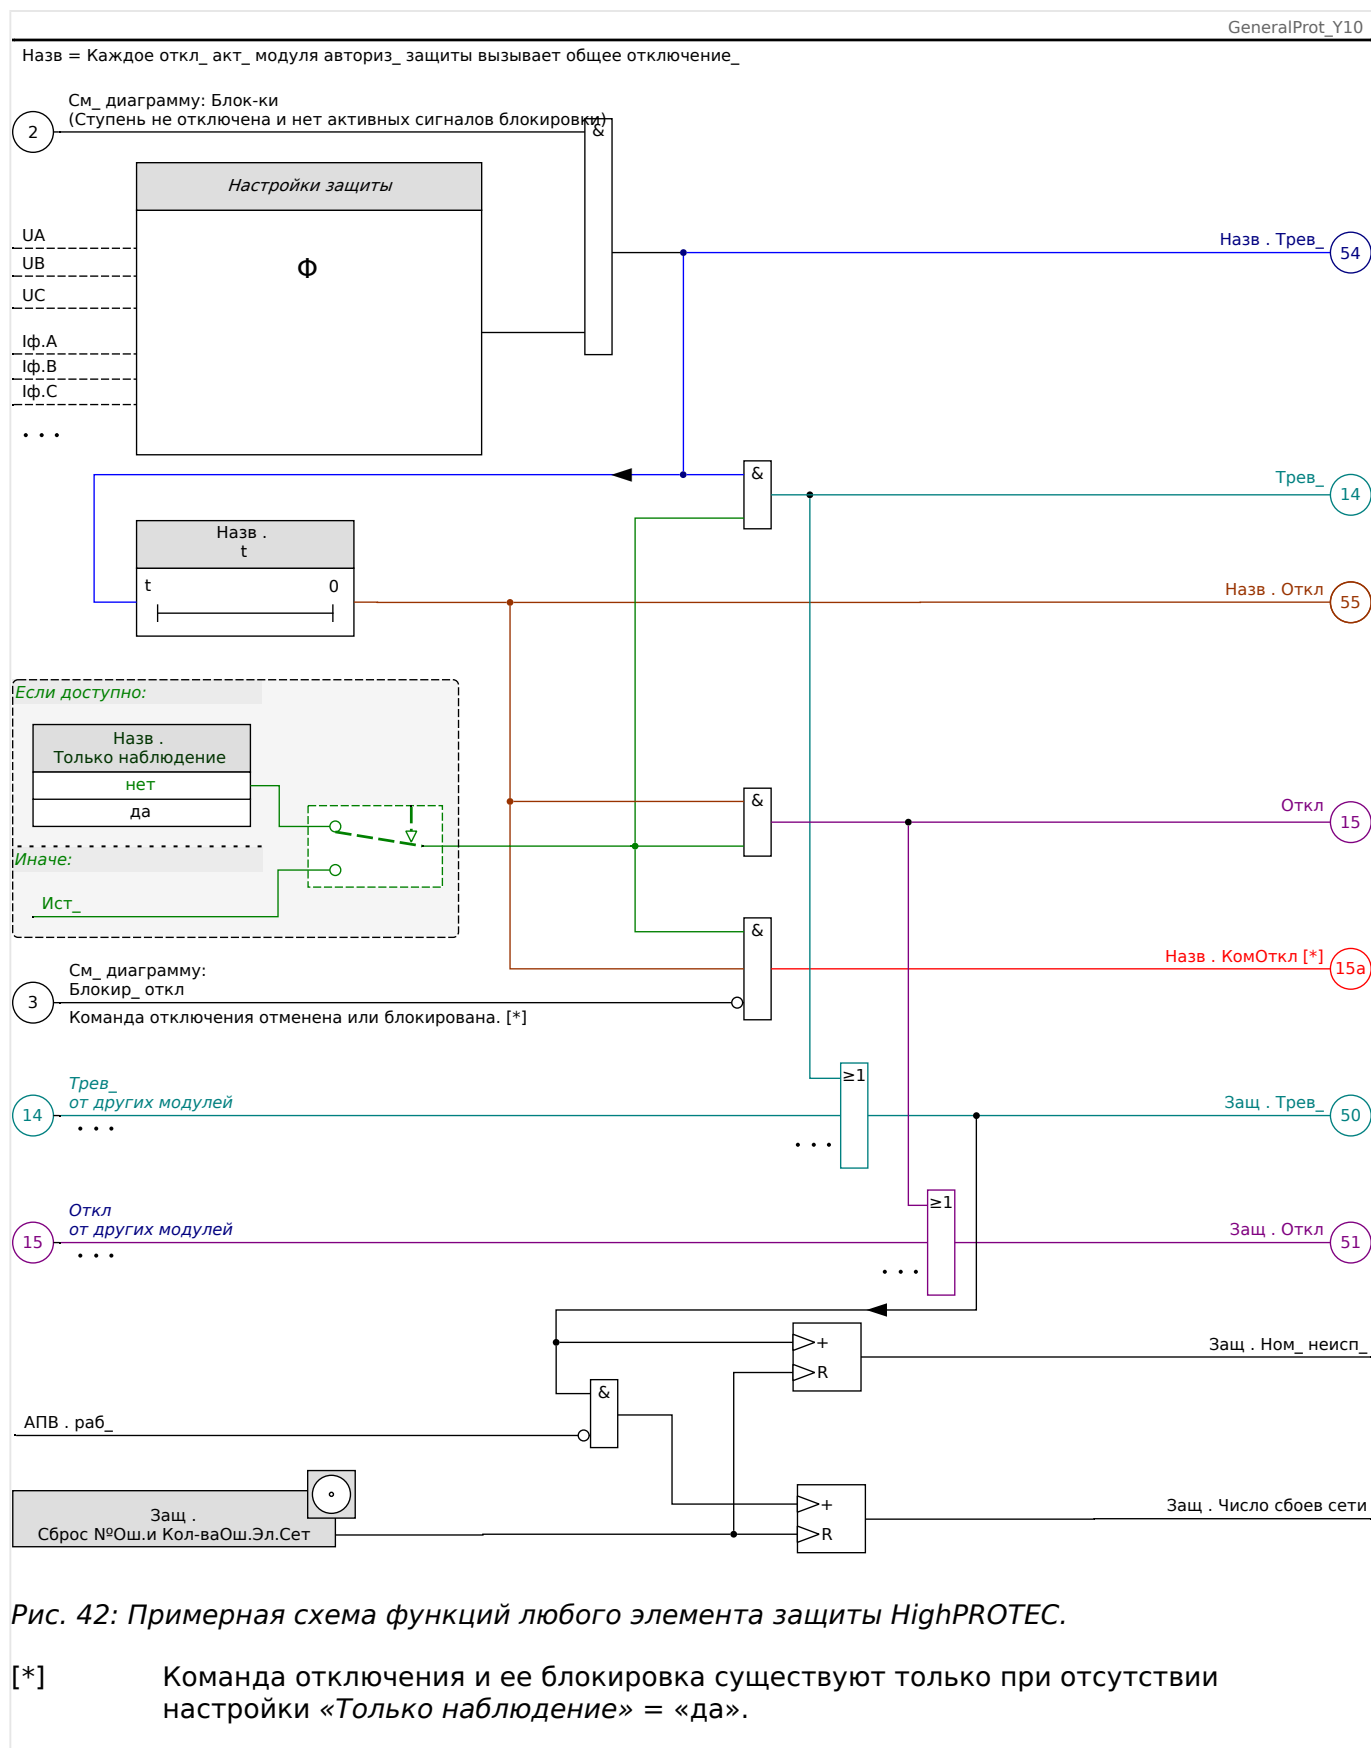 GeneralProt_Y10
Назв = Каждое откл_ акт_ модуля авториз_ защиты вызывает общее отключение_
См_ диаграмму: Блок-ки
(Ступень не отключена и нет активных сигналов блокировки)
2
&
Настройки защиты
Φ
UA
UB
UC
Iф.A
Iф.B
Iф.C
• • •
Назв . Трев_
54
&
Трев_
14
Назв .
t
t
0
Назв . Откл
55
Если доступно:
Назв .
Только наблюдение
нет
да
Иначе:
Ист_
&
Откл
15
&
Назв . КомОткл [*]
15a
См_ диаграмму:
Блокир_ откл
3
Команда отключения отменена или блокирована. [*]
Трев_
от других модулей
14
• • •
≥1
• • •
Защ . Трев_
50
Откл
от других модулей
15
• • •
≥1
• • •
Защ . Откл
51
+
R
Защ . Ном_ неисп_
&
АПВ . раб_
Защ .
Сброс №Ош.и Кол-ваОш.Эл.Сет
+
R
Защ . Число сбоев сети
Рис. 42: Примерная схема функций любого элемента защиты HighPROTEC.
[*] Команда отключения и ее блокировка существуют только при отсутствии
настройки «Только наблюдение» = «да».